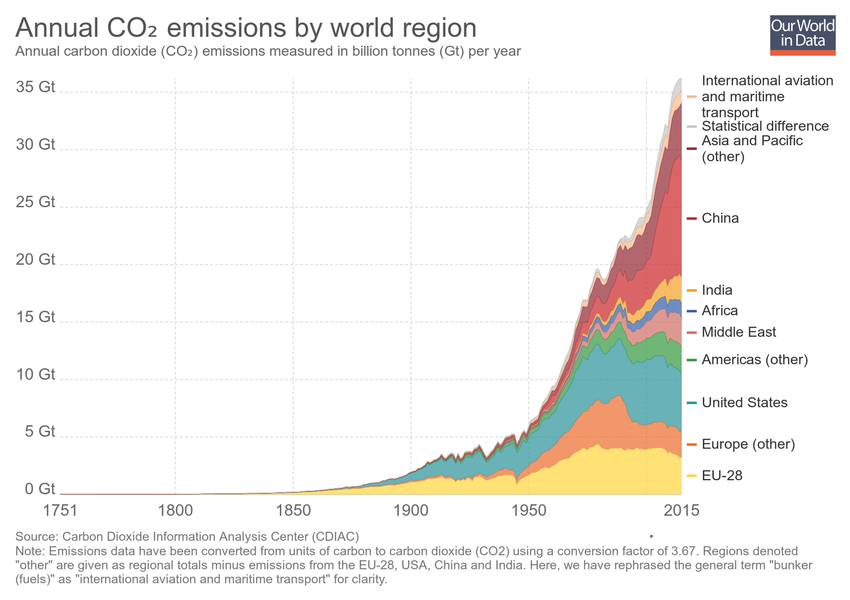 Annual CO₂ emissions by world region
Annual carbon dioxide (CO₂) emissions measured in billion tonnes (Gt) per year
Our World
in Data
35 Gt
30 Gt
25 Gt
20 Gt
15 Gt
10 Gt
5 Gt
0 Gt
1751
1800
1850
1900
1950
2015
International aviation
and maritime
transport
Statistical difference
Asia and Pacific
(other)
China
India
Africa
Middle East
Americas (other)
United States
Europe (other)
EU-28
Source: Carbon Dioxide Information Analysis Center (CDIAC)
Note: Emissions data have been converted from units of carbon to carbon dioxide (CO2) using a conversion factor of 3.67. Regions denoted
"other" are given as regional totals minus emissions from the EU-28, USA, China and India. Here, we have rephrased the general term "bunker
(fuels)" as "international aviation and maritime transport" for clarity.